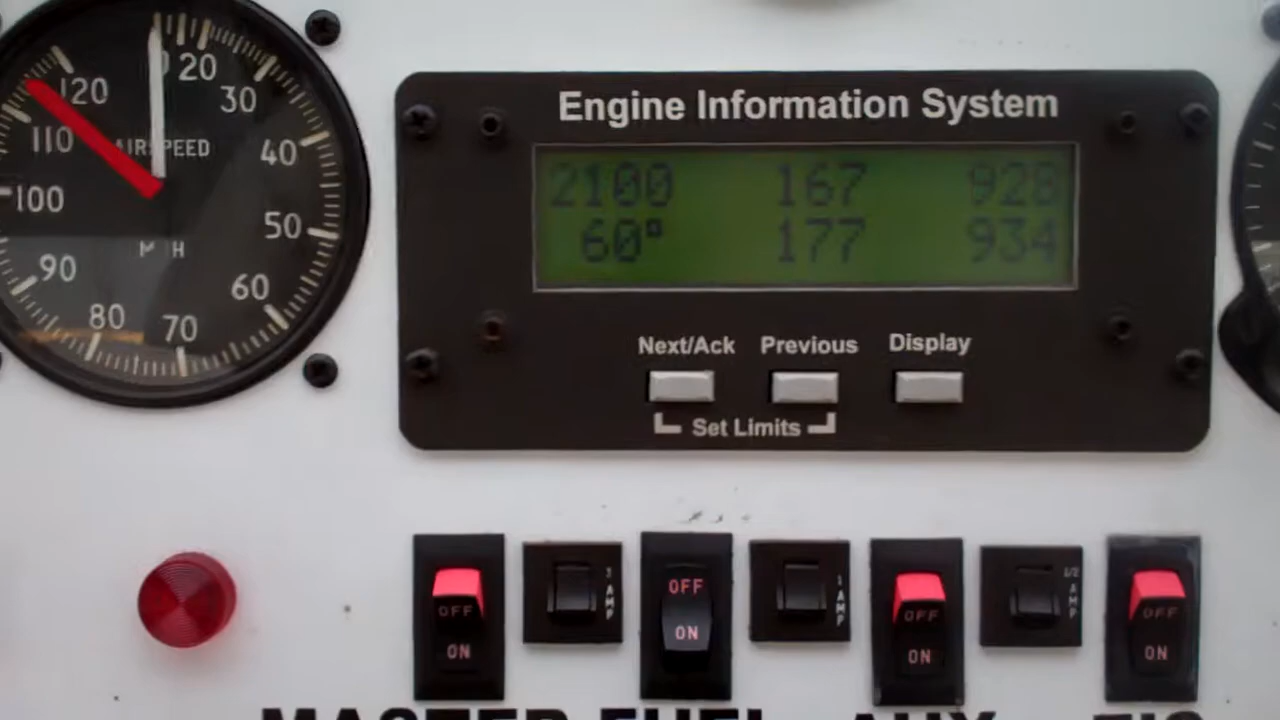 20
30
40
50
60
70
80
90
100
110
120
AIRSPEED
Engine Information System
2100 167 928
60° 177 934
Next/Ack Previous Display
Set Limits
OFF
ON
3 AMP
OFF
ON
1 AMP
OFF
ON
1/2 AMP
OFF
ON
MASTER FUEL AUX EIS